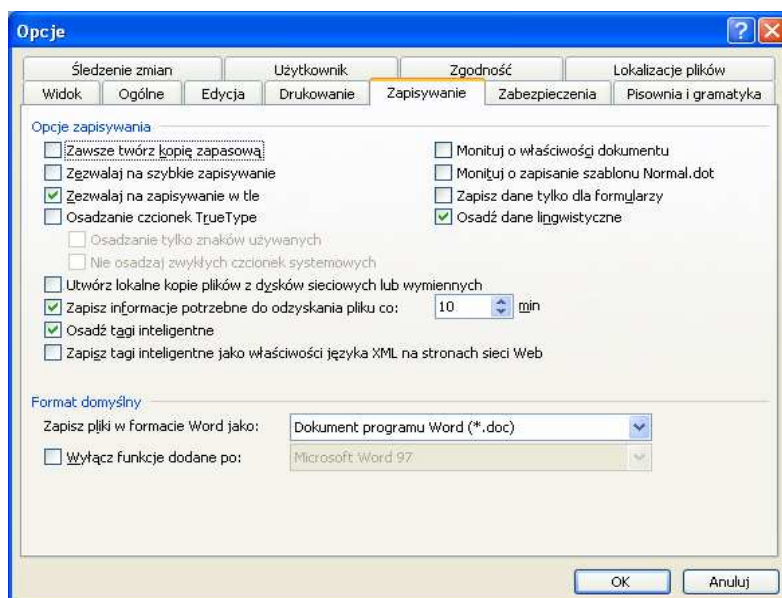 Opcje
Śledzenie zmian Użytkownik Zgodność Lokalizacje plików
Widok Ogólne Edycja Drukowanie Zapisywanie Zabezpieczenia Pisownia i gramatyka
Opcje zapisywania
Zawsze twórz kopię zapasową
Zezwalaj na szybkie zapisywanie
Zezwalaj na zapisywanie w tle
Osadzanie czcionek TrueType
Osadzanie tylko znaków używanych
Nie osadzaj zwykłych czcionek systemowych
Monituj o właściwości dokumentu
Monituj o zapisanie szablonu Normal.dot
Zapisz dane tylko dla formularzy
Osadź dane lingwistyczne
Utwórz lokalne kopie plików z dysków sieciowych lub wymiennych
Zapisz informacje potrzebne do odzyskania pliku co: 10 min
Osadź tagi inteligentne
Zapisz tagi inteligentne jako właściwości języka XML na stronach sieci Web
Format domyślny
Zapisz pliki w formacie Word jako: Dokument programu Word (*.doc)
Wyłącz funkcje dodane po: Microsoft Word 97
OK Anuluj